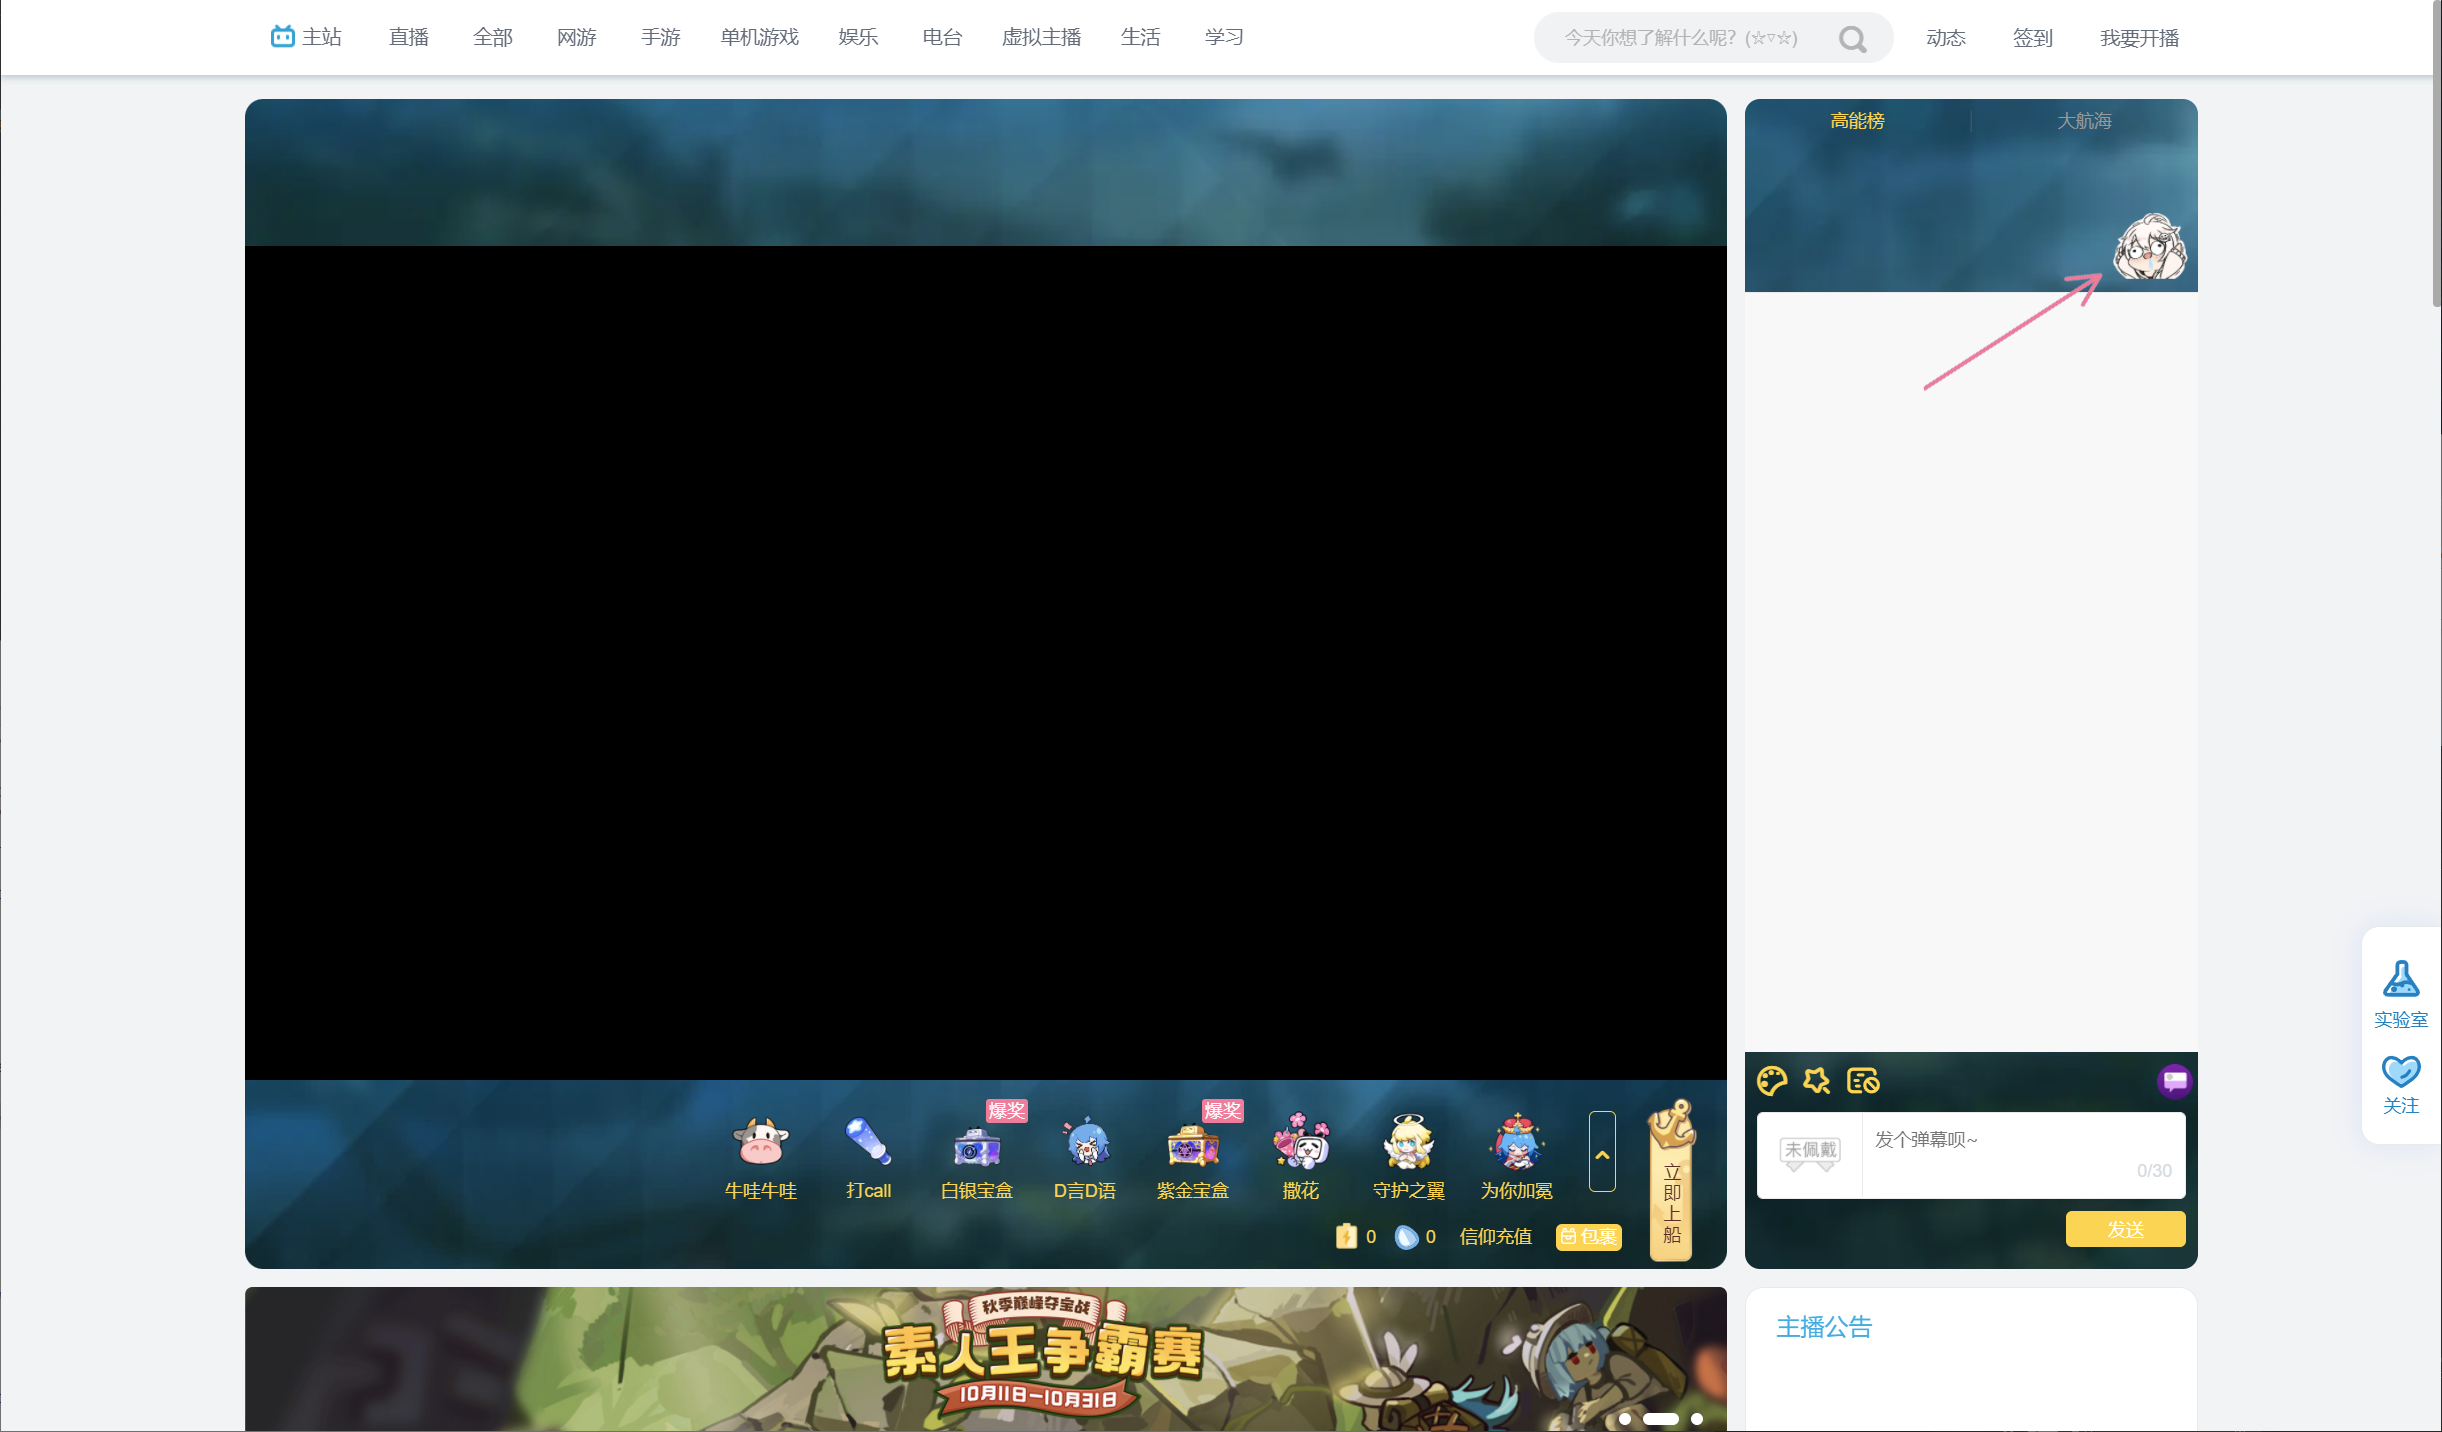 主站 直播 全部 网游 手游 单机游戏 娱乐 电台 虚拟主播 生活 学习 今天你想了解什么呢? (☆▽☆) 动态 签到 我要开播
高能榜 大航海
爆奖 爆奖
牛哇牛哇 打call 白银宝盒 D言D语 紫金宝盒 撒花 守护之翼 为你加冕
0 0 信仰充值 包裹
立即上船
未佩戴 发个弹幕呗~
0/30
发送
实验室
关注
秋季巅峰夺宝战
素人王争霸赛
10月11日—10月31日
主播公告